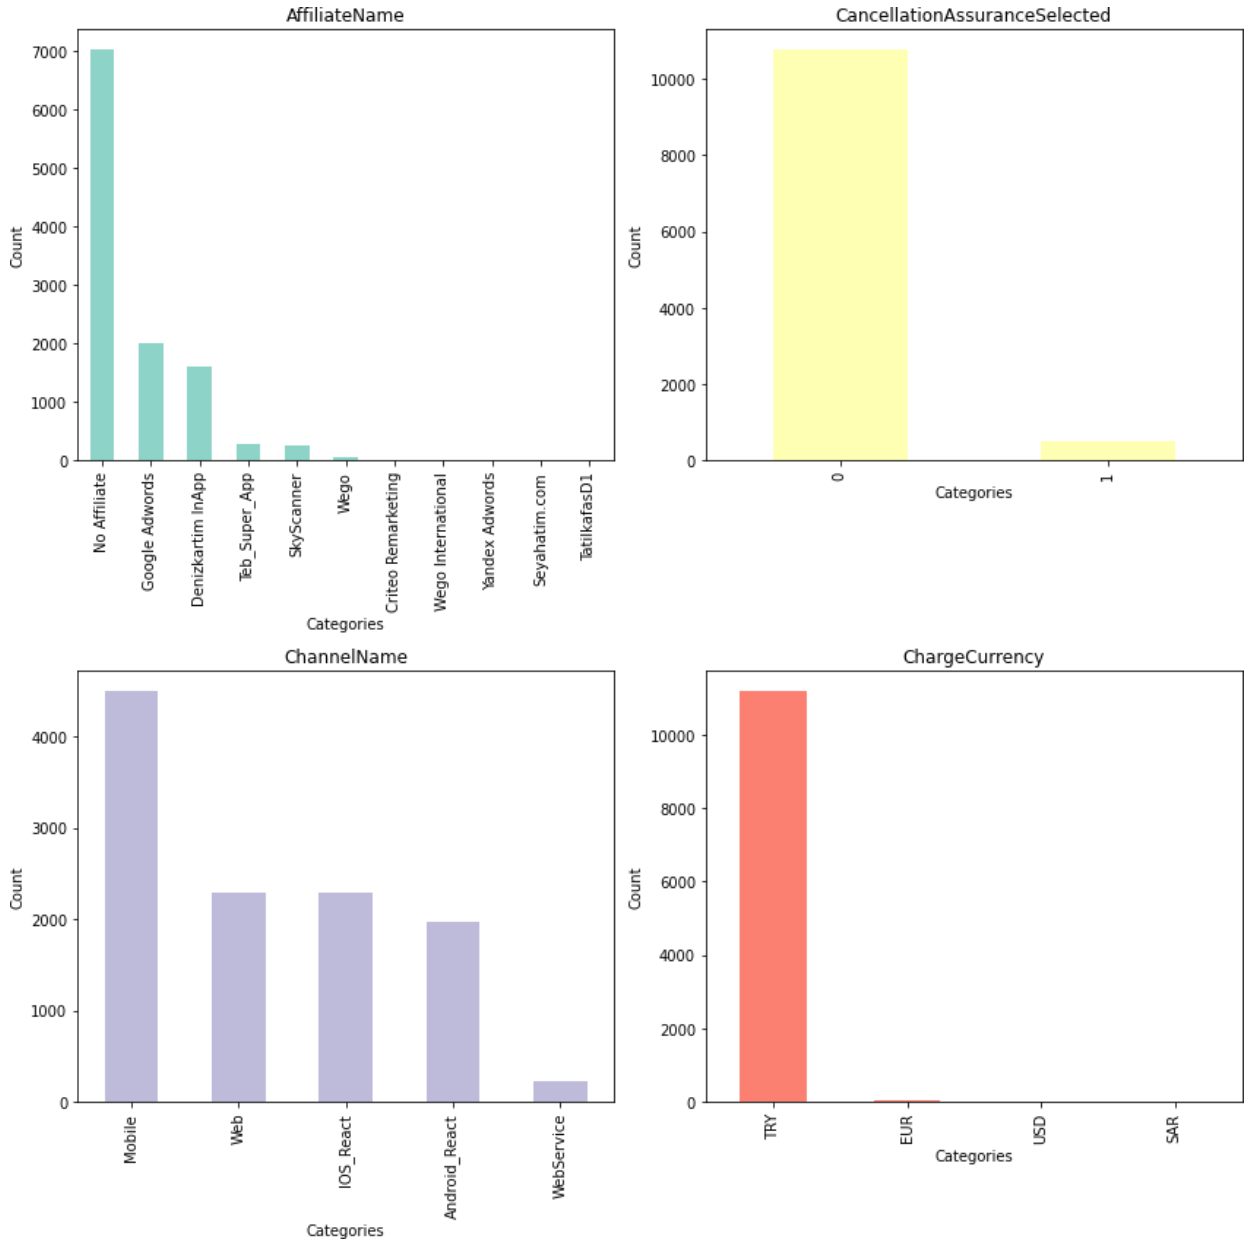 AffiliateName
7000
6000
5000
4000
3000
2000
1000
0
Count
No Affiliate
Google Adwords
Denizkartim InApp
Teb_Super_App
SkyScanner
Wego
Criteo Remarketing
Wego International
Yandex Adwords
Seyahatim.com
TatilkafasD1
Categories
CancellationAssuranceSelected
10000
8000
6000
4000
2000
0
Count
0
1
Categories
ChannelName
4000
3000
2000
1000
0
Count
Mobile
Web
IOS_React
Android_React
WebService
Categories
ChargeCurrency
10000
8000
6000
4000
2000
0
Count
TRY
EUR
USD
SAR
Categories